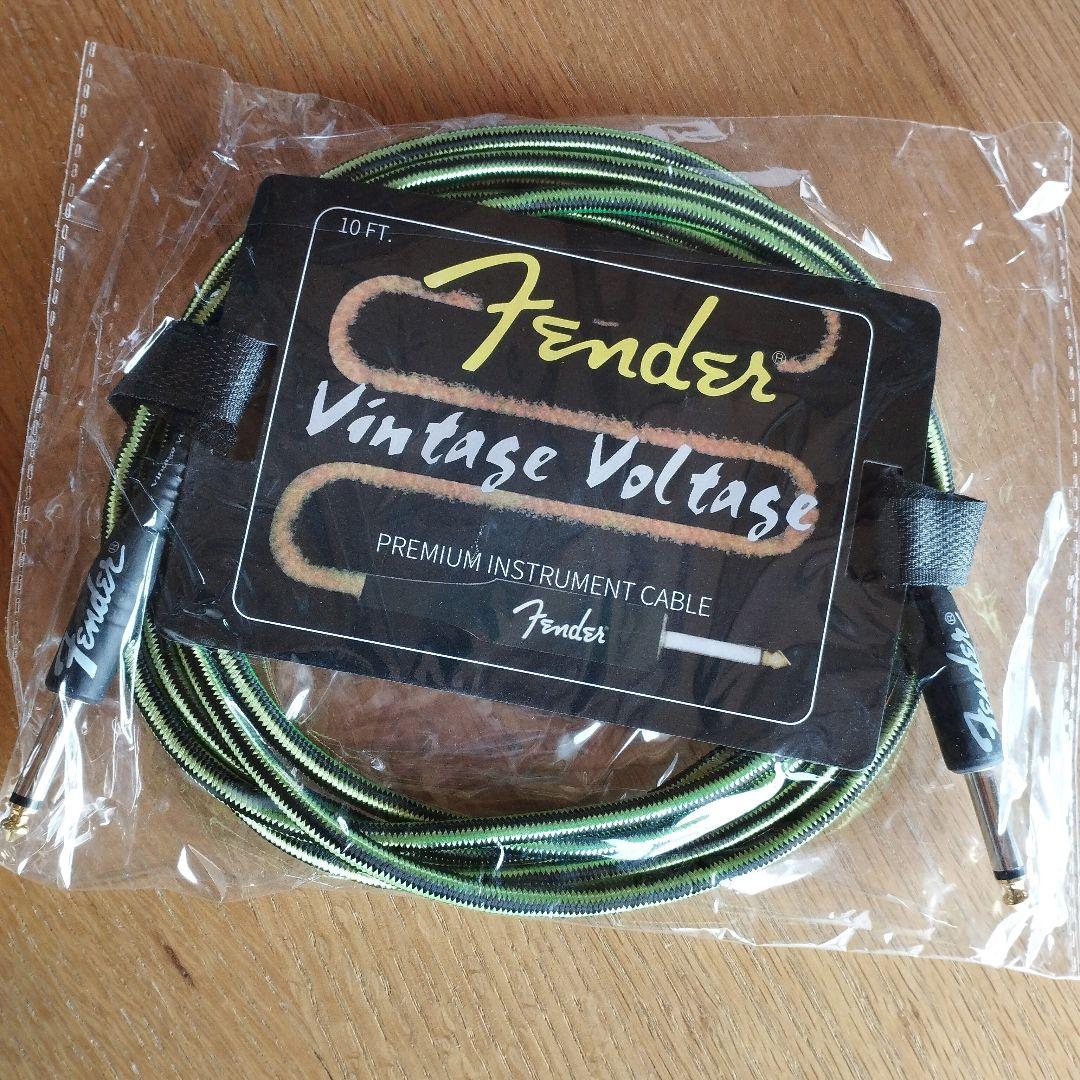 10 FT.
Fender®
Vintage Voltage
PREMIUM INSTRUMENT CABLE
Fender
Fender®
Fender®